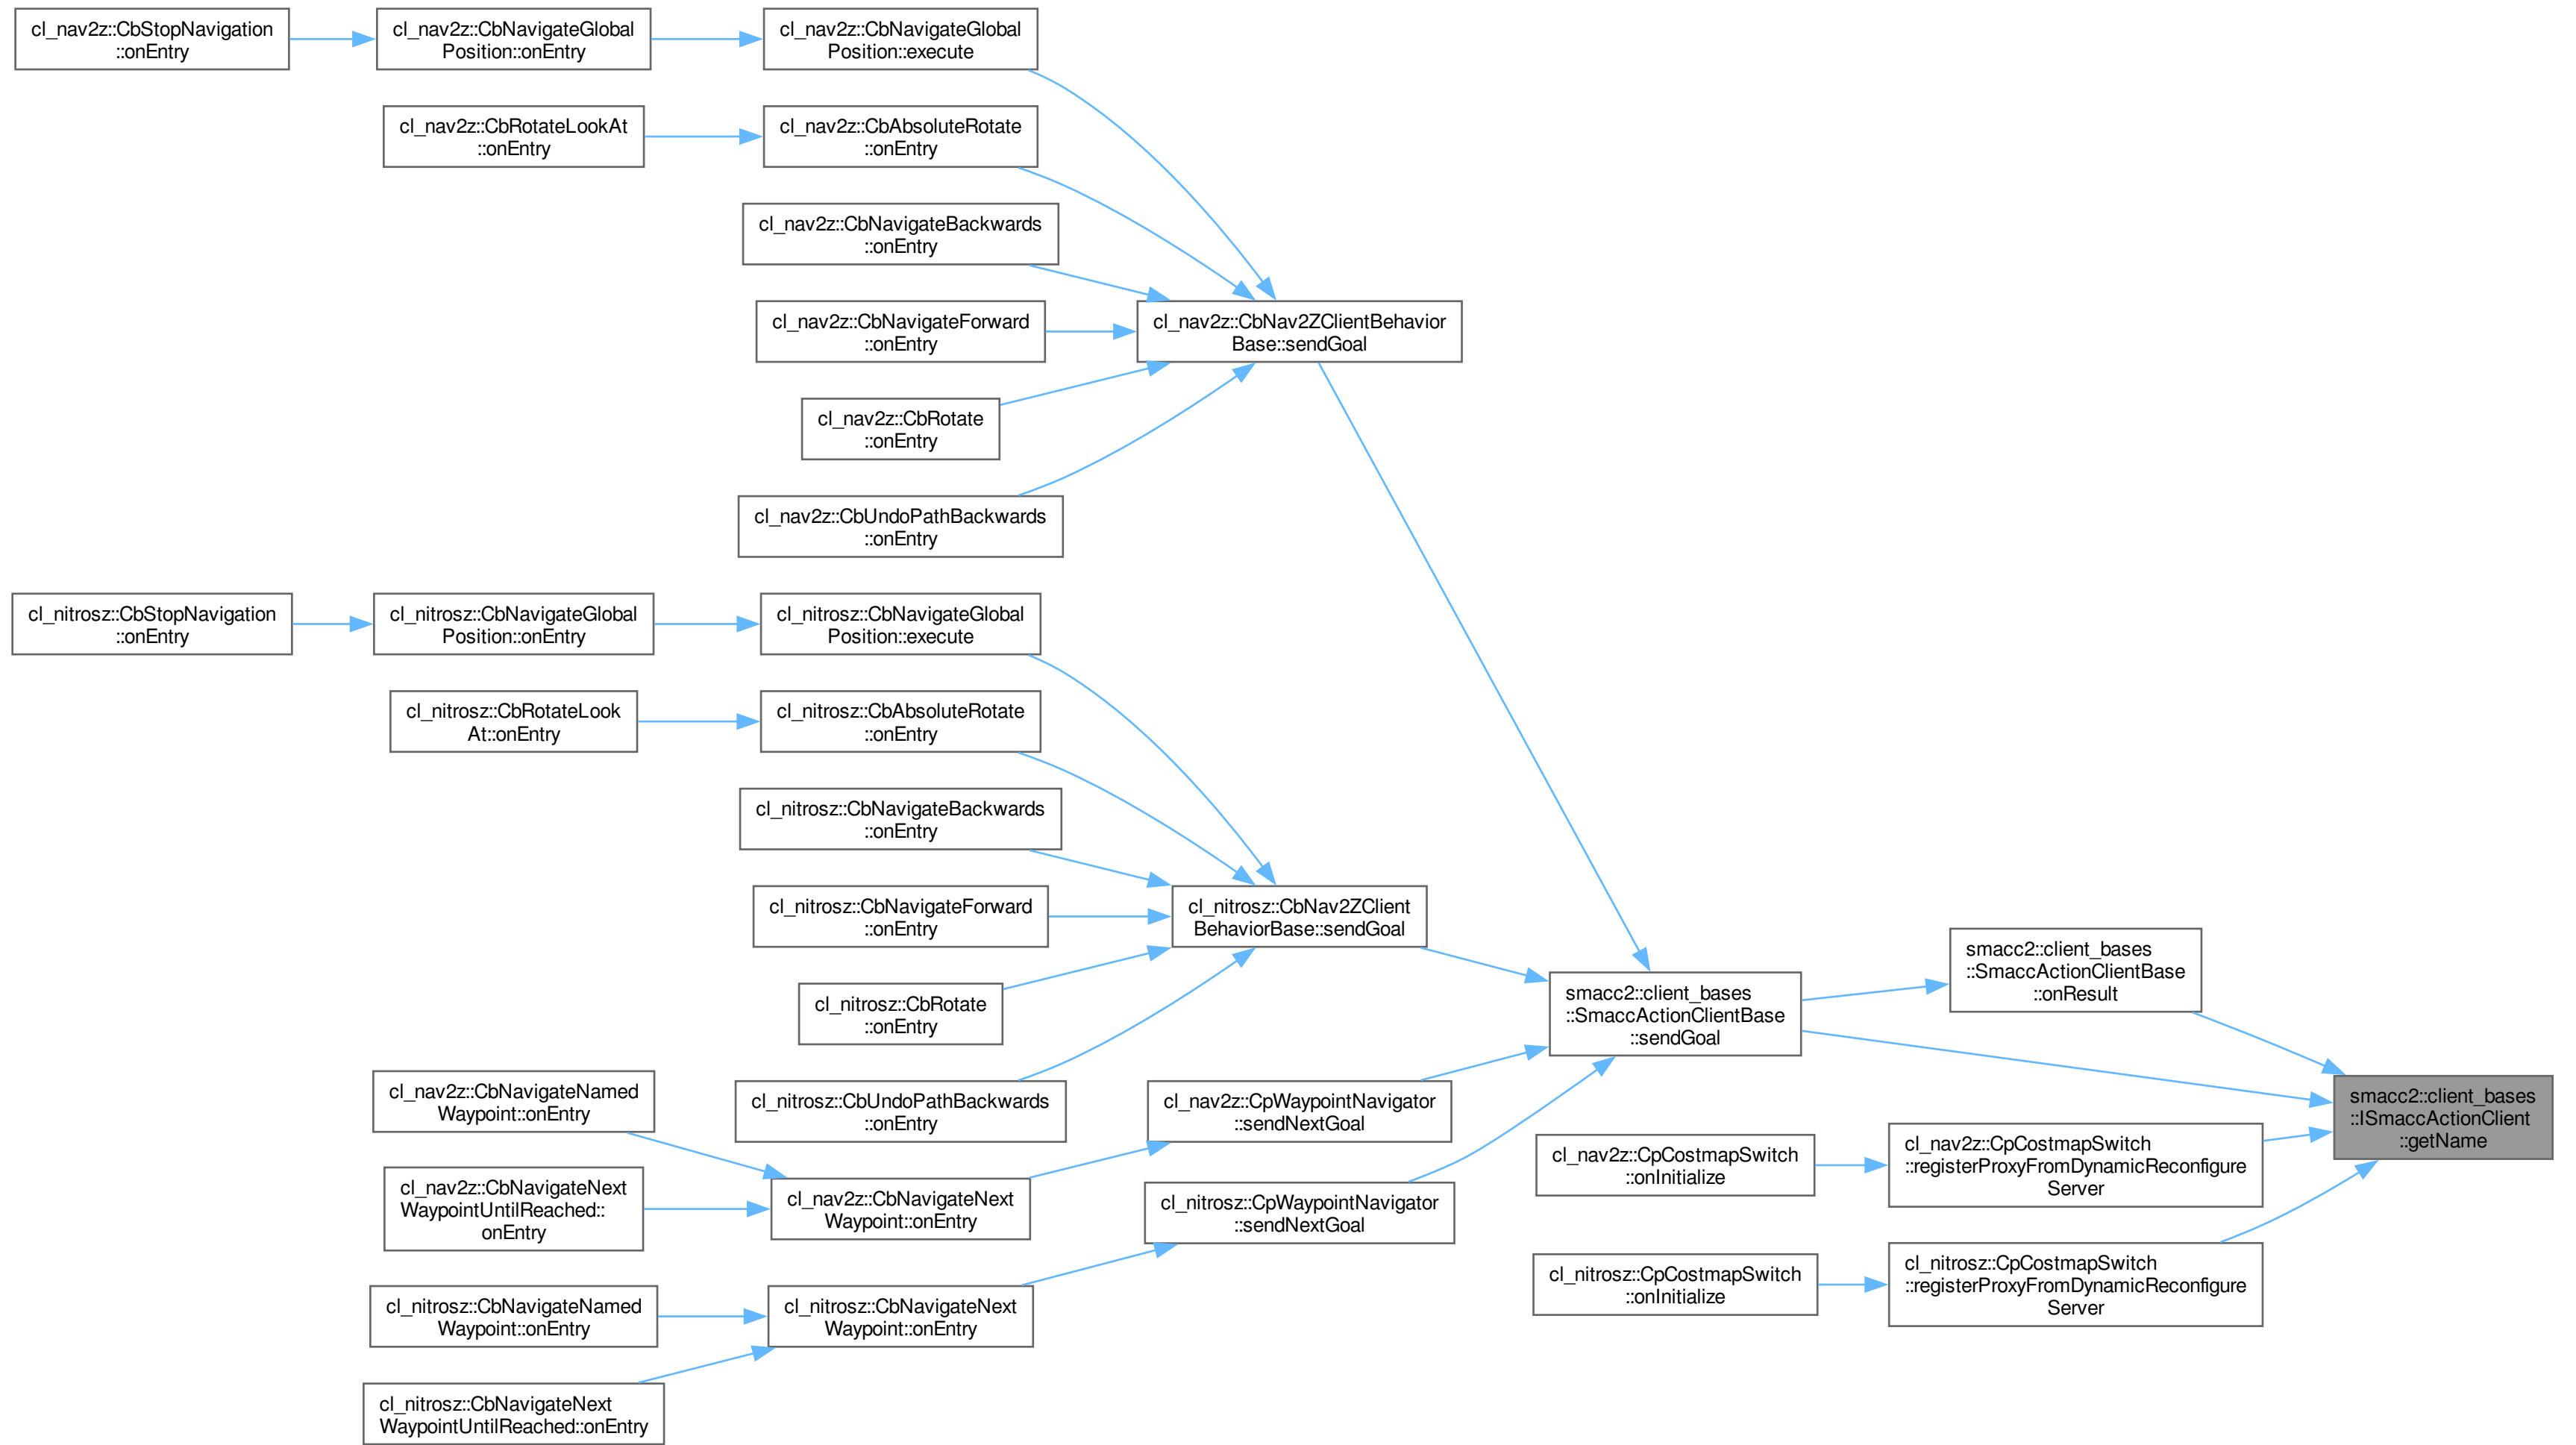 cl_nav2z::CbStopNavigation
::onEntry
cl_nav2z::CbNavigateGlobal
Position::onEntry
cl_nav2z::CbNavigateGlobal
Position::execute
cl_nav2z::CbRotateLookAt
::onEntry
cl_nav2z::CbAbsoluteRotate
::onEntry
cl_nav2z::CbNavigateBackwards
::onEntry
cl_nav2z::CbNavigateForward
::onEntry
cl_nav2z::CbNav2ZClientBehavior
Base::sendGoal
cl_nav2z::CbRotate
::onEntry
cl_nav2z::CbUndoPathBackwards
::onEntry
cl_nitrosz::CbStopNavigation
::onEntry
cl_nitrosz::CbNavigateGlobal
Position::onEntry
cl_nitrosz::CbNavigateGlobal
Position::execute
cl_nitrosz::CbRotateLook
At::onEntry
cl_nitrosz::CbAbsoluteRotate
::onEntry
cl_nitrosz::CbNavigateBackwards
::onEntry
cl_nitrosz::CbNavigateForward
::onEntry
cl_nitrosz::CbNav2ZClient
BehaviorBase::sendGoal
cl_nitrosz::CbRotate
::onEntry
cl_nitrosz::CbUndoPathBackwards
::onEntry
smacc2::client_bases
::SmaccActionClientBase
::sendGoal
smacc2::client_bases
::SmaccActionClientBase
::onResult
smacc2::client_bases
::ISmaccActionClient
::getName
cl_nav2z::CbNavigateNamed
Waypoint::onEntry
cl_nav2z::CbNavigateNext
WaypointUntilReached::
onEntry
cl_nav2z::CbNavigateNext
Waypoint::onEntry
cl_nav2z::CpWaypointNavigator
::sendNextGoal
cl_nitrosz::CpWaypointNavigator
::sendNextGoal
cl_nav2z::CpCostmapSwitch
::onInitialize
cl_nav2z::CpCostmapSwitch
::registerProxyFromDynamicReconfigure
Server
cl_nitrosz::CpCostmapSwitch
::onInitialize
cl_nitrosz::CpCostmapSwitch
::registerProxyFromDynamicReconfigure
Server
cl_nitrosz::CbNavigateNamed
Waypoint::onEntry
cl_nitrosz::CbNavigateNext
Waypoint::onEntry
cl_nitrosz::CbNavigateNext
WaypointUntilReached::onEntry